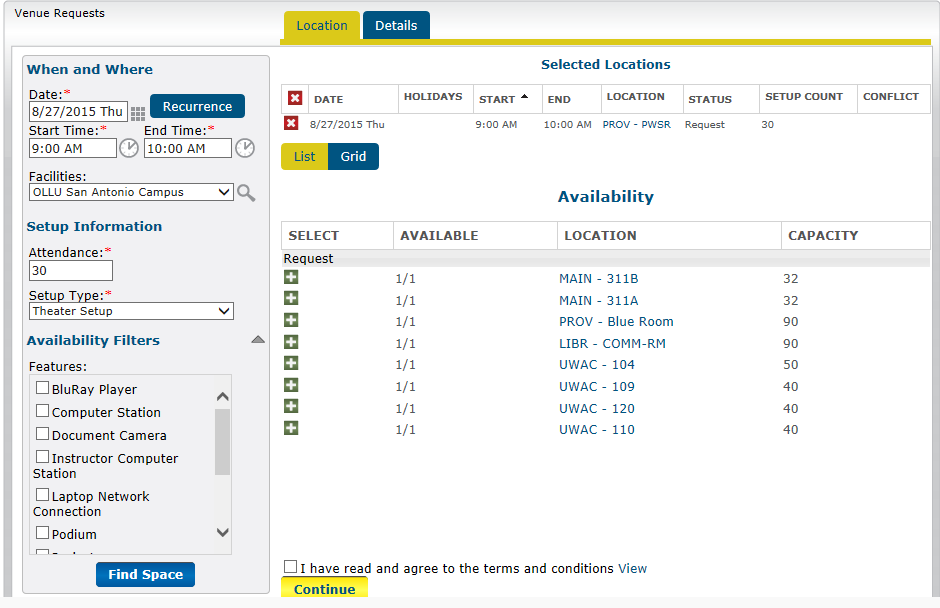 Venue Requests
Location Details
When and Where
Date:*
8/27/2015 Thu Recurrence
Start Time:* End Time:*
9:00 AM 10:00 AM
Facilities:
OLLU San Antonio Campus
Setup Information
Attendance:*
30
Setup Type:*
Theater Setup
Availability Filters
Features:
BluRay Player
Computer Station
Document Camera
Instructor Computer
Station
Laptop Network
Connection
Podium
Find Space
Selected Locations
DATE HOLIDAYS START END LOCATION STATUS SETUP COUNT CONFLICT
8/27/2015 Thu 9:00 AM 10:00 AM PROV - PWSR Request 30
List Grid
Availability
SELECT AVAILABLE LOCATION CAPACITY
Request
1/1 MAIN - 311B 32
1/1 MAIN - 311A 32
1/1 PROV - Blue Room 90
1/1 LIBR - COMM-RM 90
1/1 UWAC - 104 50
1/1 UWAC - 109 40
1/1 UWAC - 120 40
1/1 UWAC - 110 40
I have read and agree to the terms and conditions View
Continue